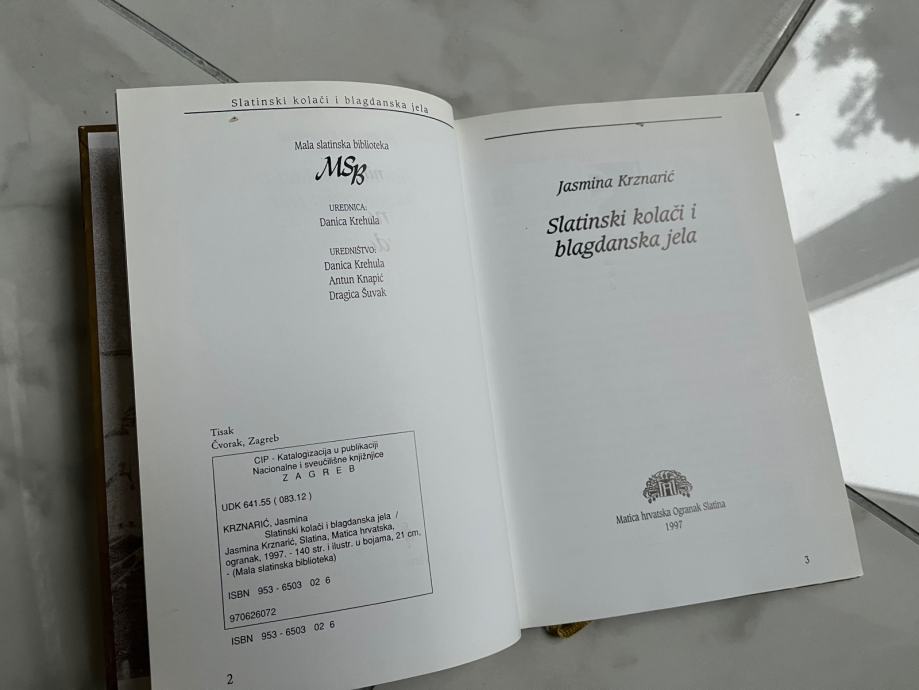 Slatinski kolači i blagdanska jela
Mala slatinska biblioteka
MSB
UREDNICA:
Danica Krehula
UREDNIŠTVO:
Danica Krehula
Antun Knapić
Dragica Šuvak
Tisak
Čvorak, Zagreb
CIP - Katalogizacija u publikaciji
Nacionalne i sveučilišne knjižnjice
Z A G R E B
UDK 641.55 ( 083.12 )
KRZNARIĆ, Jasmina
Slatinski kolači i blagdanska jela /
Jasmina Krznarić, Slatina, Matica hrvatska,
ogranak, 1997. - 140 str. i ilustr. u bojama, 21 cm,
- (Mala slatinska biblioteka)
ISBN 953 - 6503 02 6
970626072
ISBN 953 - 6503 02 6
2
Jasmina Krznarić
Slatinski kolači i
blagdanska jela
Matica hrvatska Ogranak Slatina
1997
3